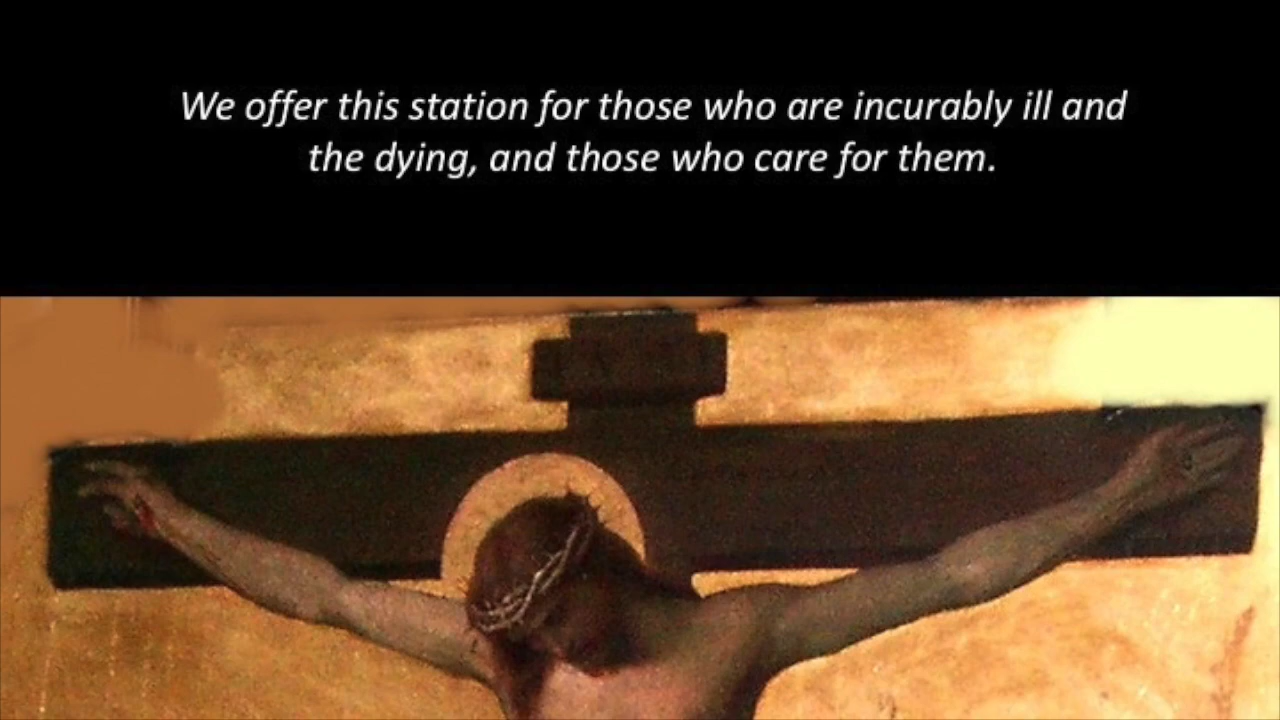 We offer this station for those who are incurably ill and
the dying, and those who care for them.